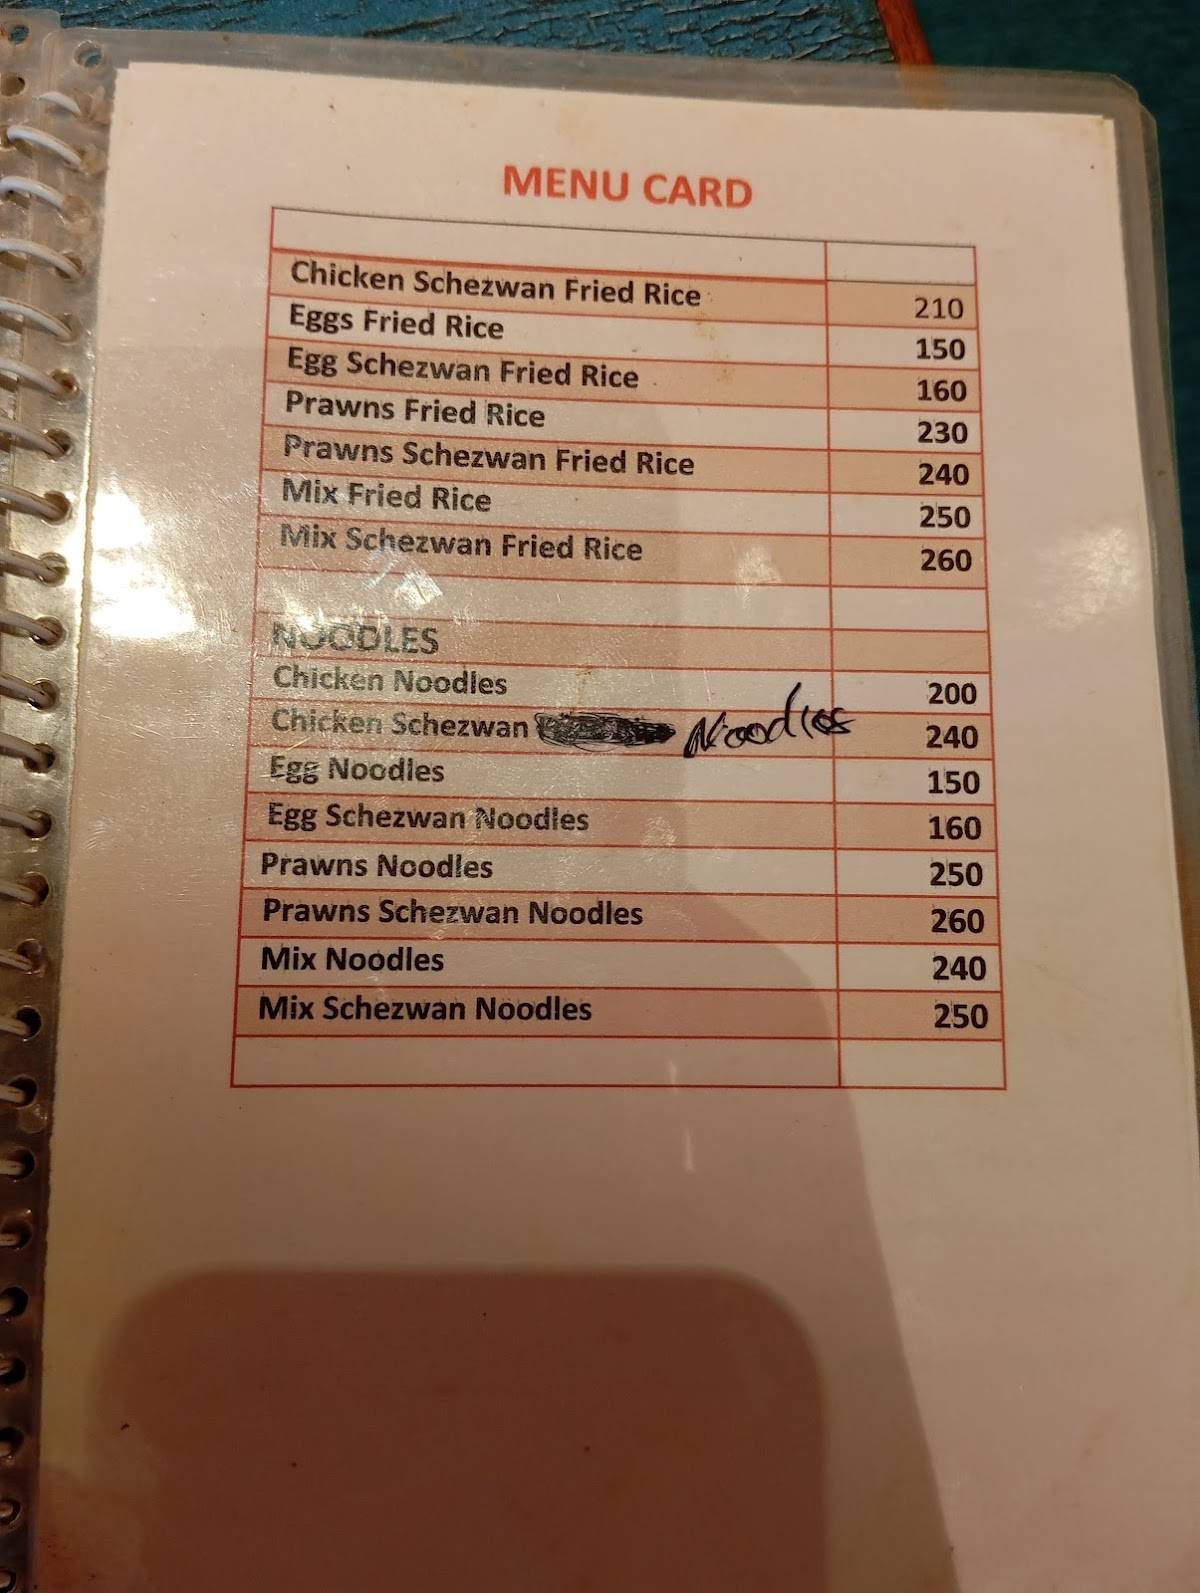 MENU CARD
Chicken Schezwan Fried Rice 210
Eggs Fried Rice 150
Egg Schezwan Fried Rice 160
Prawns Fried Rice 230
Prawns Schezwan Fried Rice 240
Mix Fried Rice 250
Mix Schezwan Fried Rice 260
NOODLES
Chicken Noodles 200
Chicken Schezwan Noodles 240
Egg Noodles 150
Egg Schezwan Noodles 160
Prawns Noodles 250
Prawns Schezwan Noodles 260
Mix Noodles 240
Mix Schezwan Noodles 250